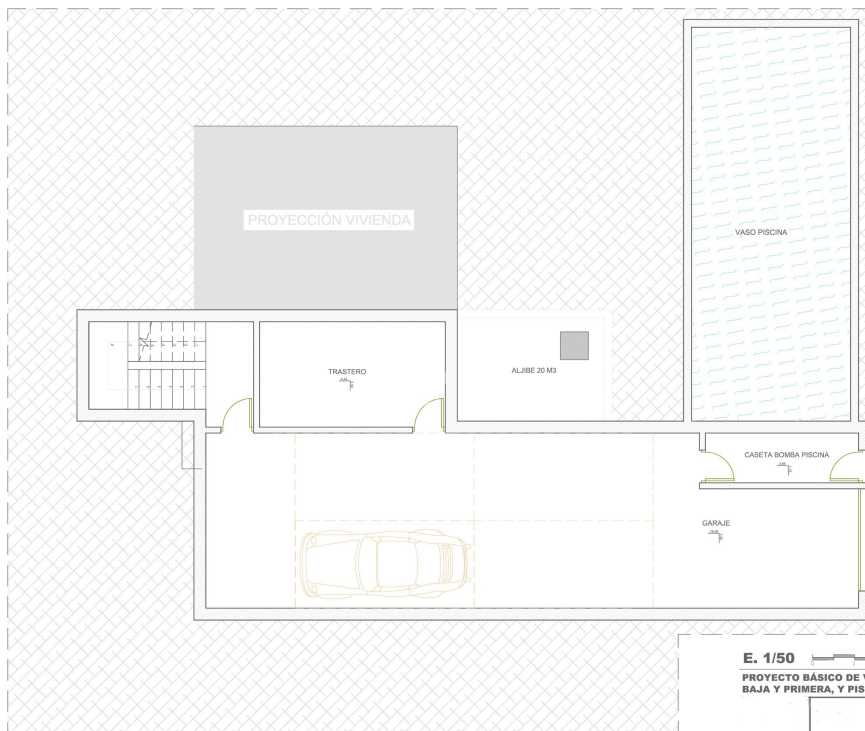 PROYECCIÓN VIVIENDA
VASO PISCINA
TRASTERO
ALJIBE 20 M3
CASETA BOMBA PISCINA
GARAJE
E. 1/50
PROYECTO BÁSICO DE V
BAJA Y PRIMERA, Y PIS